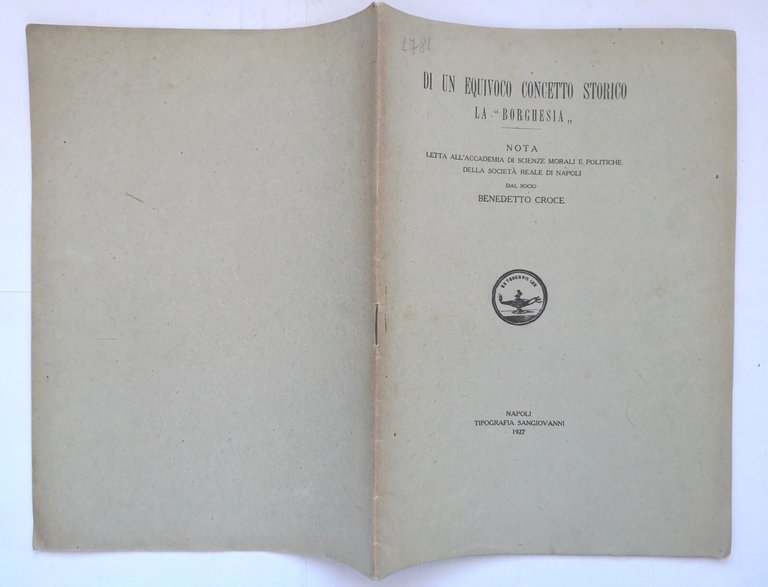 2781
DI UN EQUIVOCO CONCETTO STORICO
LA "BORGHESIA„
NOTA
LETTA ALL'ACCADEMIA DI SCIENZE MORALI E POLITICHE
DELLA SOCIETÀ REALE DI NAPOLI
DAL SOCIO
BENEDETTO CROCE
NAPOLI
TIPOGRAFIA SANGIOVANNI
1927